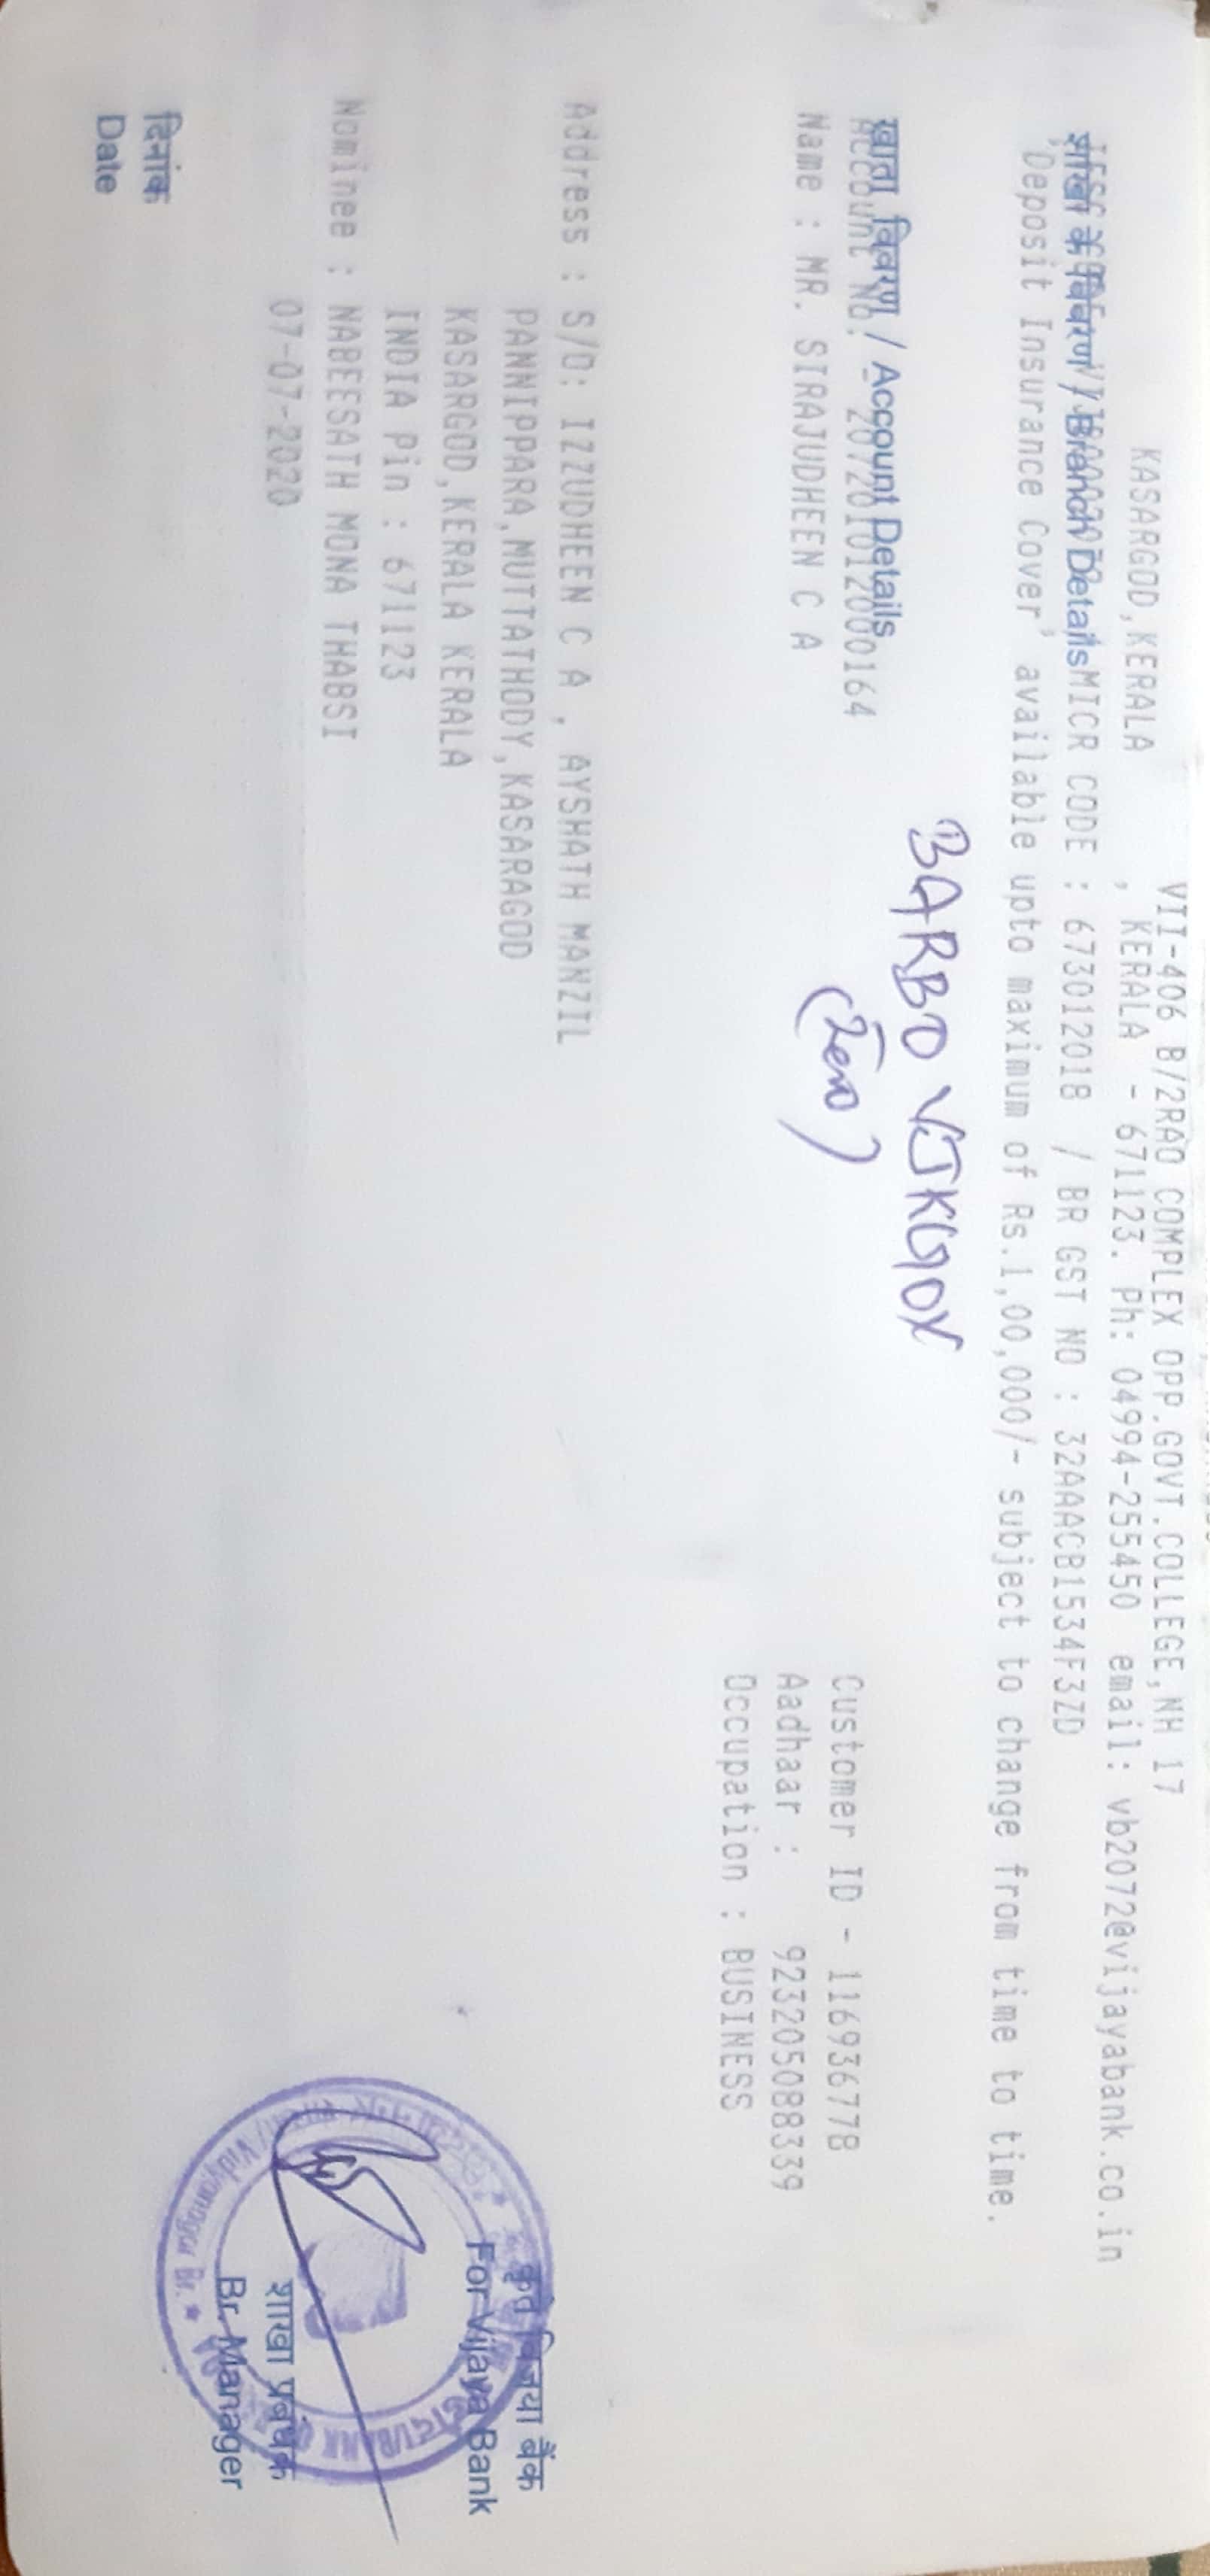 VII-406 B/2RAO COMPLEX OPP.GOVT.COLLEGE,NH 17
KASARGOD,KERALA , KERALA - 671123. Ph: 04994-255450 email: vb2072@vijayabank.co.in
शाखा के विवरण / Branch Details MICR CODE : 673012018 / BR GST NO : 32AAACB1534F3ZD
'Deposit Insurance Cover' available upto maximum of Rs.1,00,000/- subject to change from time to time.
BARB0 VJKGOX
(Zero)
खाता विवरण / Account Details
Account No. 207201012000164
Customer ID - 116936778
Name : MR. SIRAJUDHEEN C A
Aadhaar : 923205088339
Occupation : BUSINESS
Address : S/O: IZZUDHEEN C A , AYSHATH MANZIL
PANNIPPARA,MUTTATHODY,KASARAGOD
KASARGOD,KERALA KERALA
INDIA Pin : 671123
Nominee : NABEESATH MONA THABSI
07-07-2020
कृते विजया बैंक
For Vijaya Bank
शाखा प्रबंधक
Br. Manager
Vidyanagar Br.
दिनांक
Date